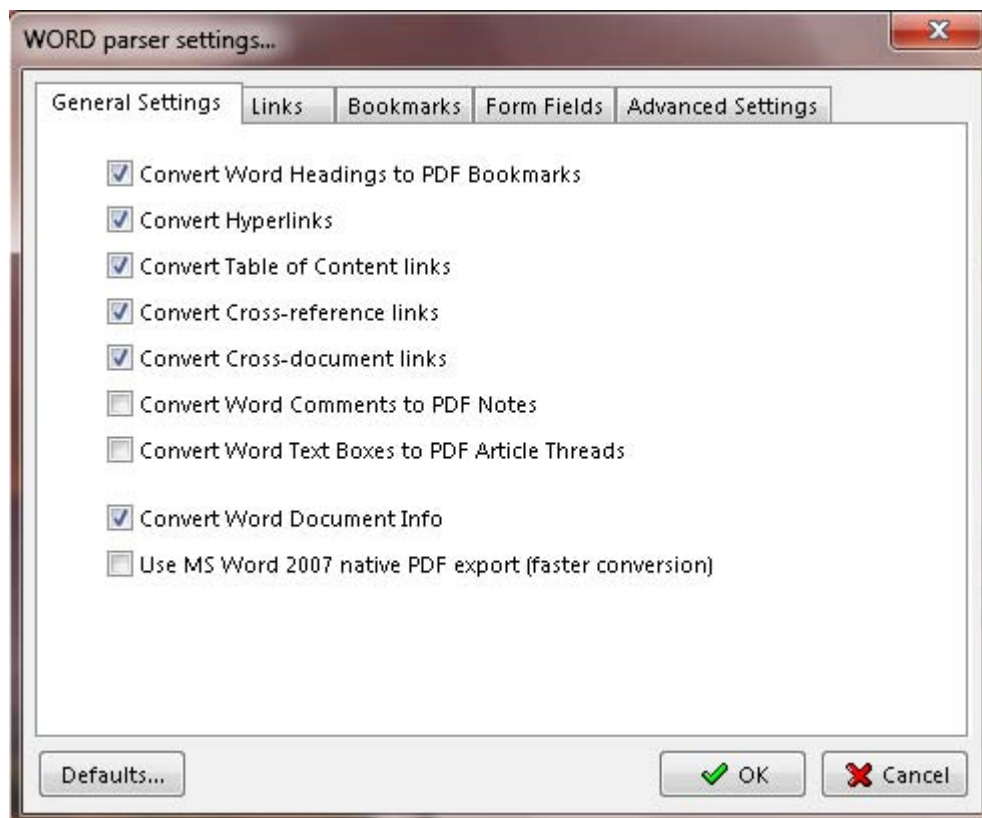 WORD parser settings...
General Settings Links Bookmarks Form Fields Advanced Settings
Convert Word Headings to PDF Bookmarks
Convert Hyperlinks
Convert Table of Content links
Convert Cross-reference links
Convert Cross-document links
Convert Word Comments to PDF Notes
Convert Word Text Boxes to PDF Article Threads
Convert Word Document Info
Use MS Word 2007 native PDF export (faster conversion)
Defaults... OK Cancel